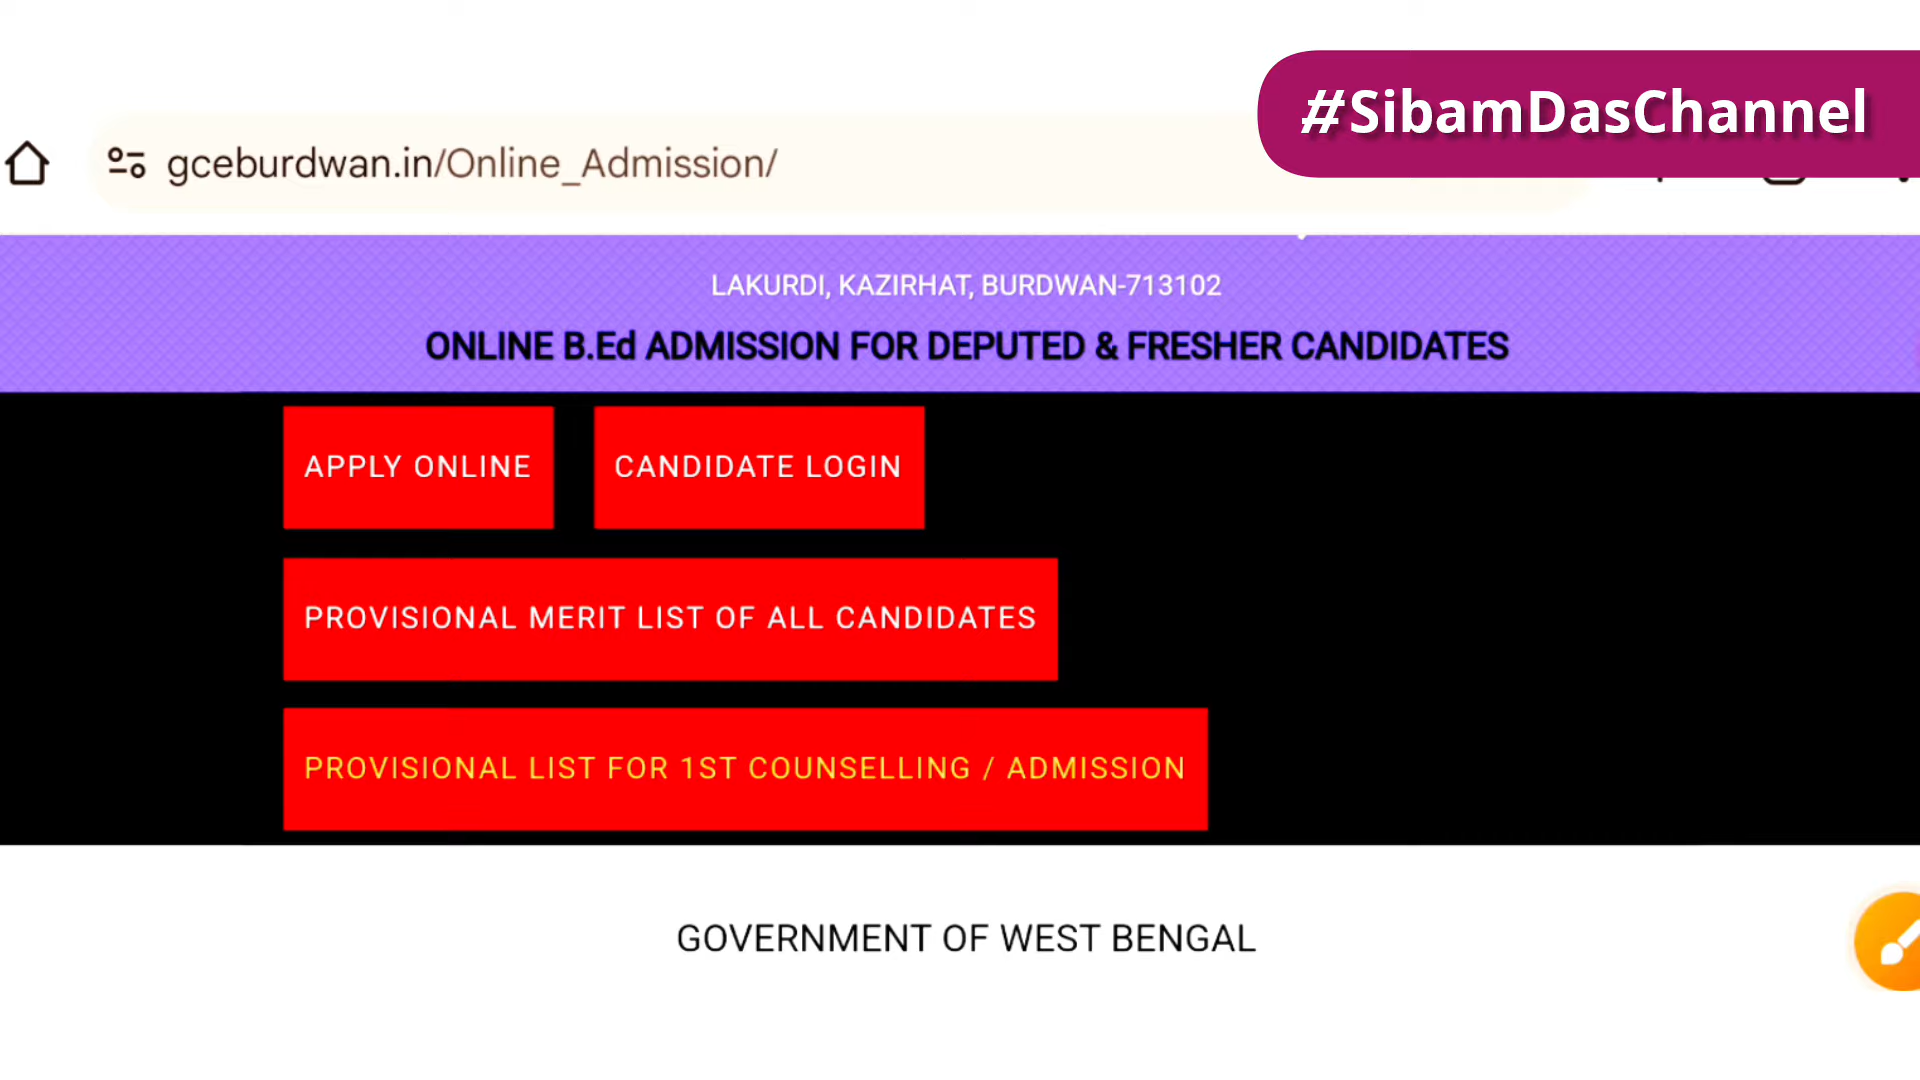 #SibamDasChannel
gceburdwan.in/Online_Admission/
LAKURDI, KAZIRHAT, BURDWAN-713102
ONLINE B.Ed ADMISSION FOR DEPUTED & FRESHER CANDIDATES
APPLY ONLINE CANDIDATE LOGIN
PROVISIONAL MERIT LIST OF ALL CANDIDATES
PROVISIONAL LIST FOR 1ST COUNSELLING / ADMISSION
GOVERNMENT OF WEST BENGAL